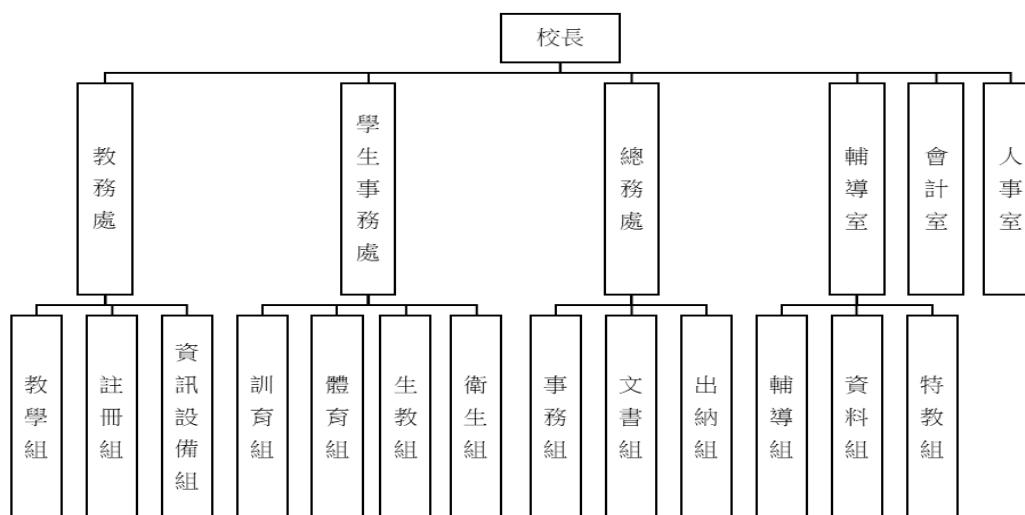 校長
教務處
學生事務處
總務處
輔導室
會計室
人事室
教學組
註冊組
資訊設備組
訓育組
體育組
生教組
衛生組
事務組
文書組
出納組
輔導組
資料組
特教組